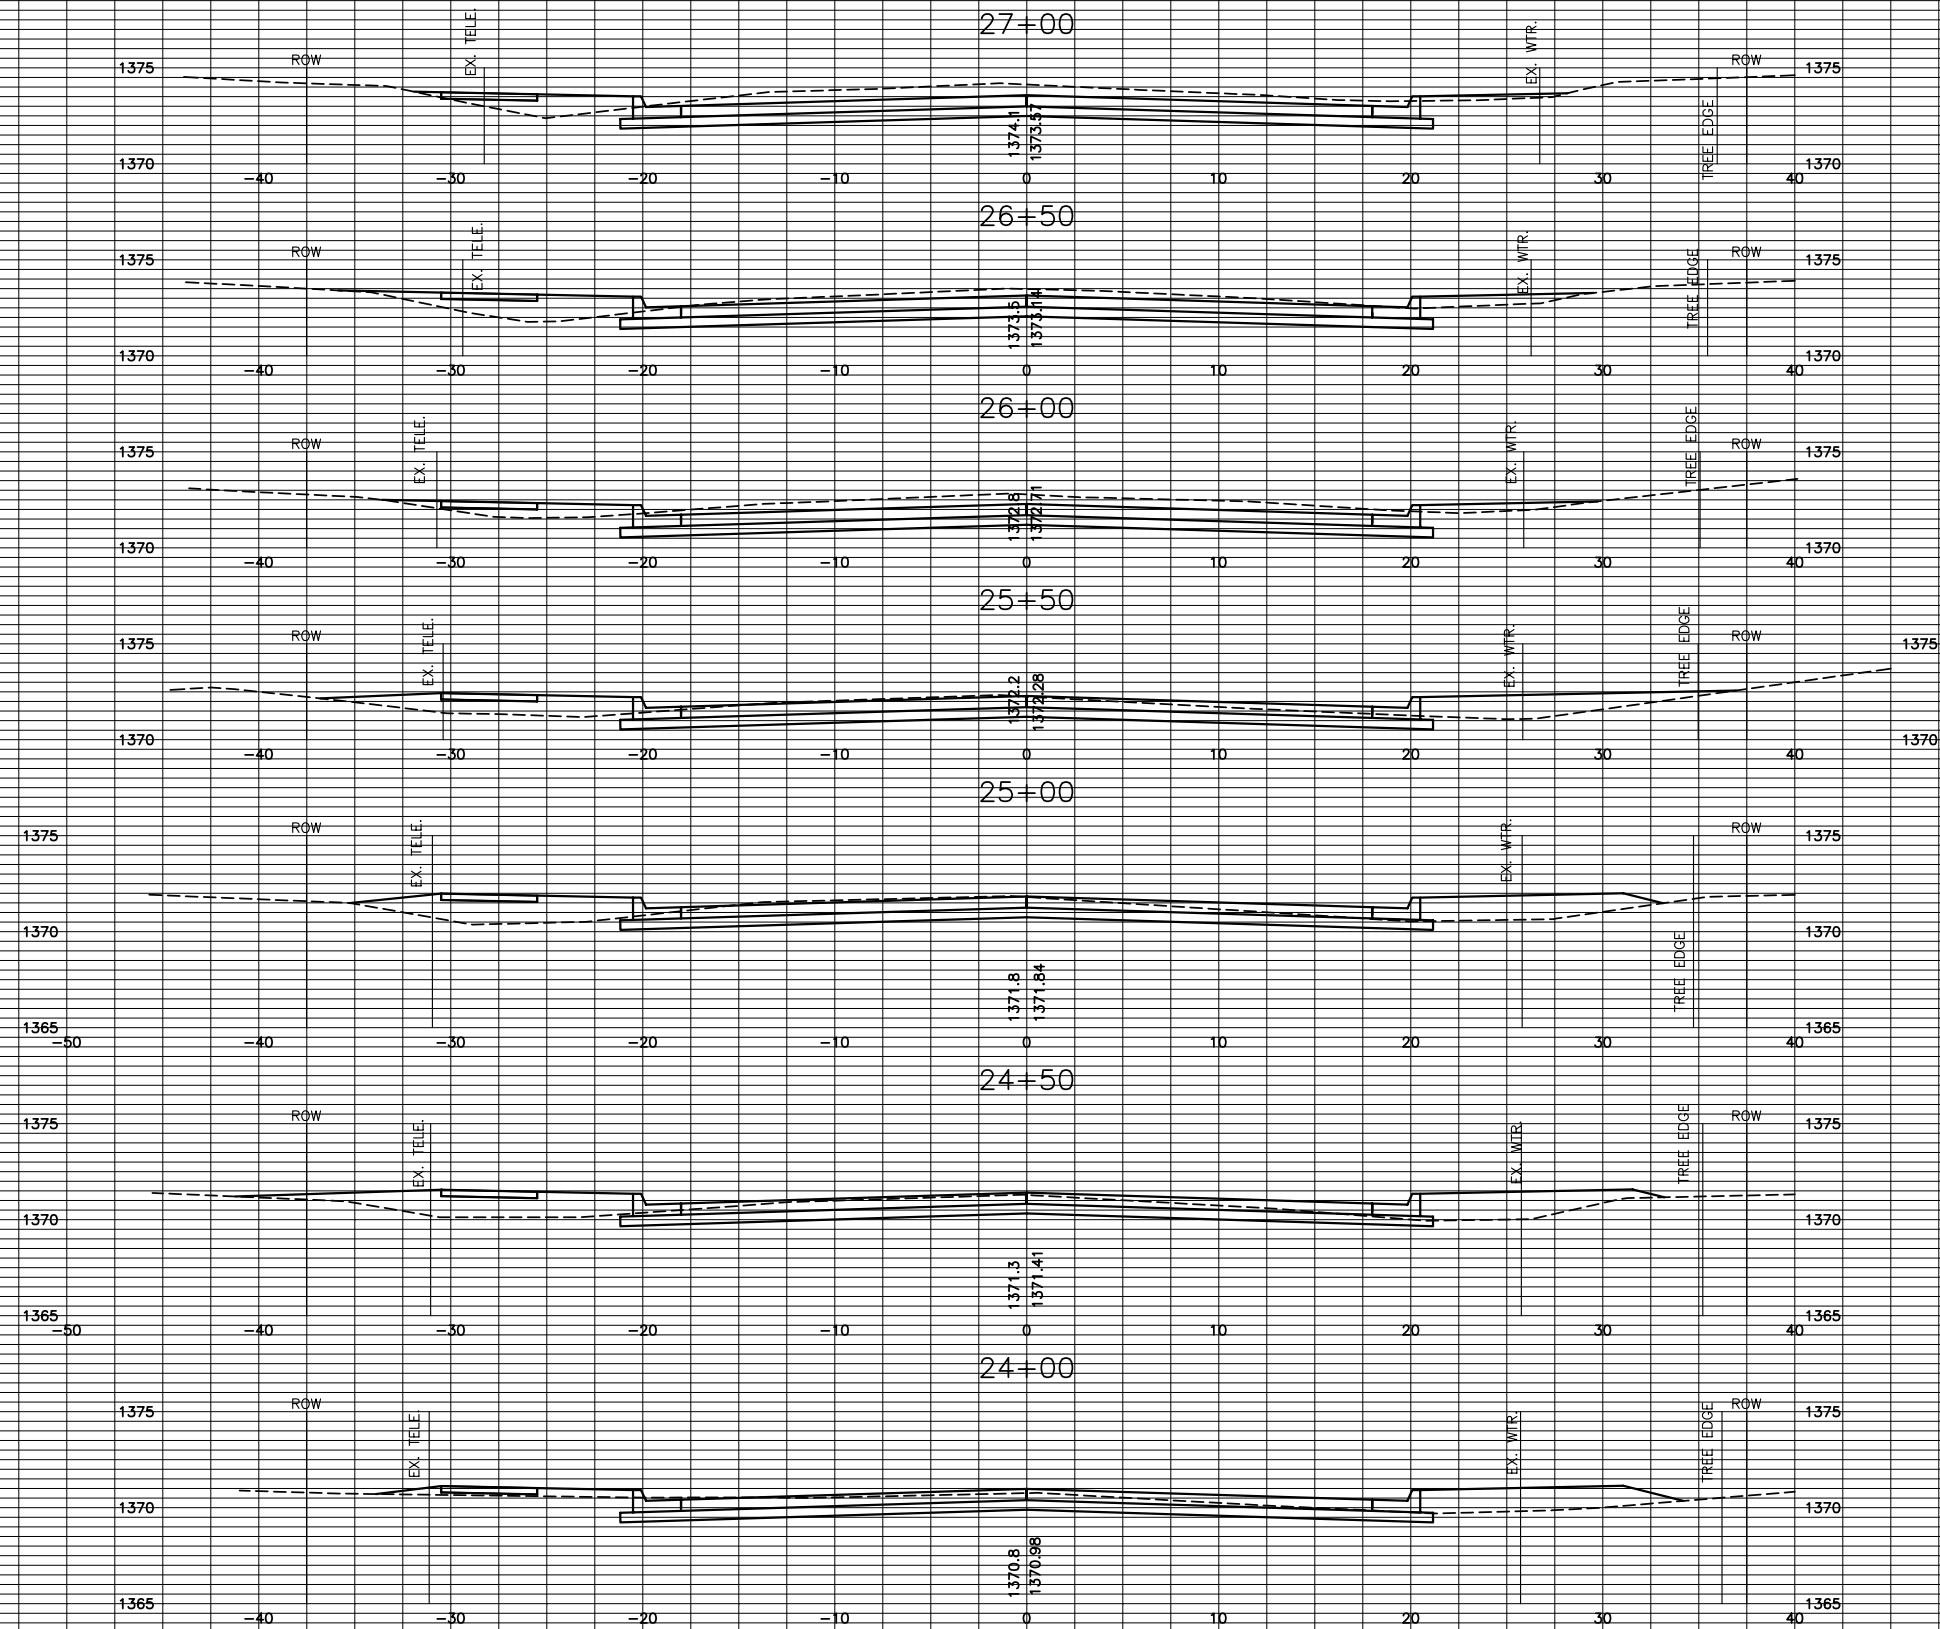 27+00
EX. TELE.
EX. WTR.
ROW
ROW
1375
1375
TREE EDGE
1374.1
1373.57
1370
1370
-40 -30 -20 -10 0 10 20 30 40
26+50
EX. TELE.
EX. WTR.
TREE EDGE
ROW
ROW
1375
1375
1373.5
1373.14
1370
1370
-40 -30 -20 -10 0 10 20 30 40
26+00
EX. TELE.
EX. WTR.
TREE EDGE
ROW
ROW
1375
1375
1372.8
1372.71
1370
1370
-40 -30 -20 -10 0 10 20 30 40
25+50
EX. TELE.
EX. WTR.
TREE EDGE
ROW
ROW
1375
1375
1372.2
1372.28
1370
1370
-40 -30 -20 -10 0 10 20 30 40
25+00
EX. TELE.
EX. WTR.
ROW
ROW
1375
1375
1370
1370
TREE EDGE
1371.8
1371.84
1365
1365
-50 -40 -30 -20 -10 0 10 20 30 40
24+50
EX. TELE.
EX. WTR.
TREE EDGE
ROW
ROW
1375
1375
1370
1370
1371.3
1371.41
1365
1365
-50 -40 -30 -20 -10 0 10 20 30 40
24+00
EX. TELE.
EX. WTR.
TREE EDGE
ROW
ROW
1375
1375
1370
1370
1370.8
1370.98
1365
1365
-40 -30 -20 -10 0 10 20 30 40